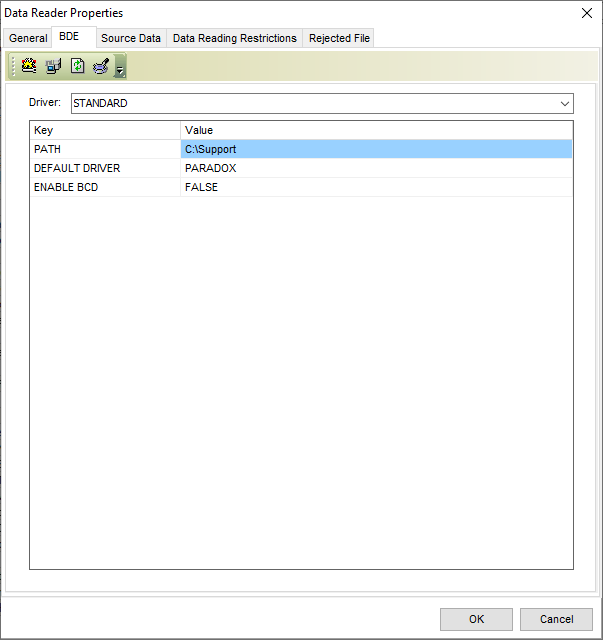 Data Reader Properties
General BDE Source Data Data Reading Restrictions Rejected File
Driver: STANDARD
Key Value
PATH C:\Support
DEFAULT DRIVER PARADOX
ENABLE BCD FALSE
OK Cancel